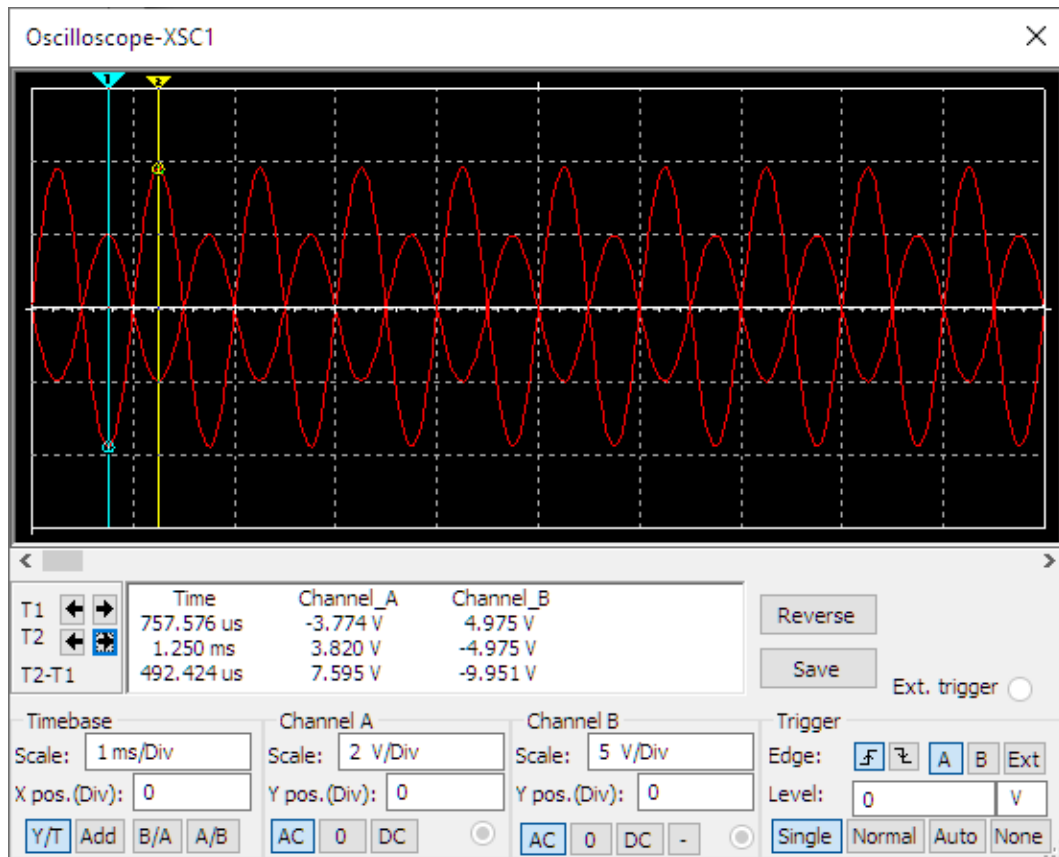 Oscilloscope-XSC1
1 2
T1
T2
T2-T1
Time Channel_A Channel_B
757.576 us -3.774 V 4.975 V
1.250 ms 3.820 V -4.975 V
492.424 us 7.595 V -9.951 V
Reverse
Save
Ext. trigger
Timebase
Scale: 1 ms/Div
X pos.(Div): 0
Y/T Add B/A A/B
Channel A
Scale: 2 V/Div
Y pos.(Div): 0
AC 0 DC
Channel B
Scale: 5 V/Div
Y pos.(Div): 0
AC 0 DC -
Trigger
Edge: A B Ext
Level: 0 V
Single Normal Auto None